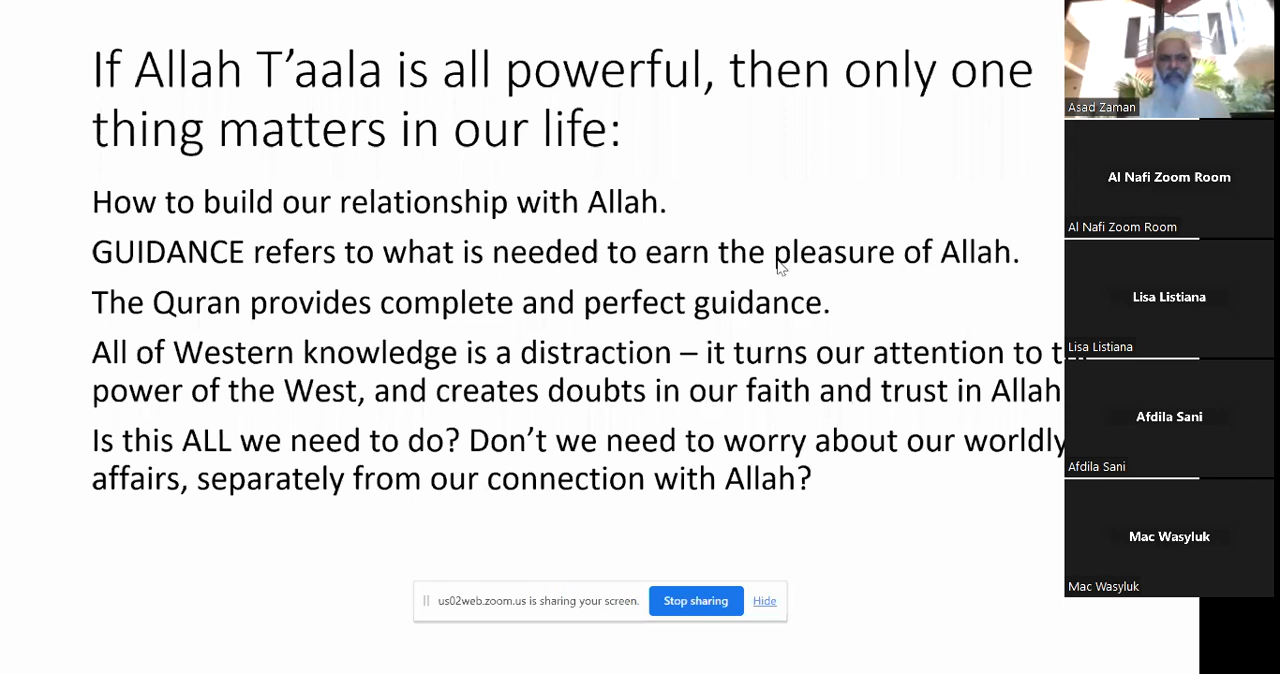 If Allah T’aala is all powerful, then only one
thing matters in our life:
How to build our relationship with Allah.
GUIDANCE refers to what is needed to earn the pleasure of Allah.
The Quran provides complete and perfect guidance.
All of Western knowledge is a distraction – it turns our attention to
power of the West, and creates doubts in our faith and trust in Allah
Is this ALL we need to do? Don’t we need to worry about our worldly
affairs, separately from our connection with Allah?
us02web.zoom.us is sharing your screen. Stop sharing Hide
Asad Zaman
Al Nafi Zoom Room
Al Nafi Zoom Room
Lisa Listiana
Lisa Listiana
Afdila Sani
Afdila Sani
Mac Wasyluk
Mac Wasyluk